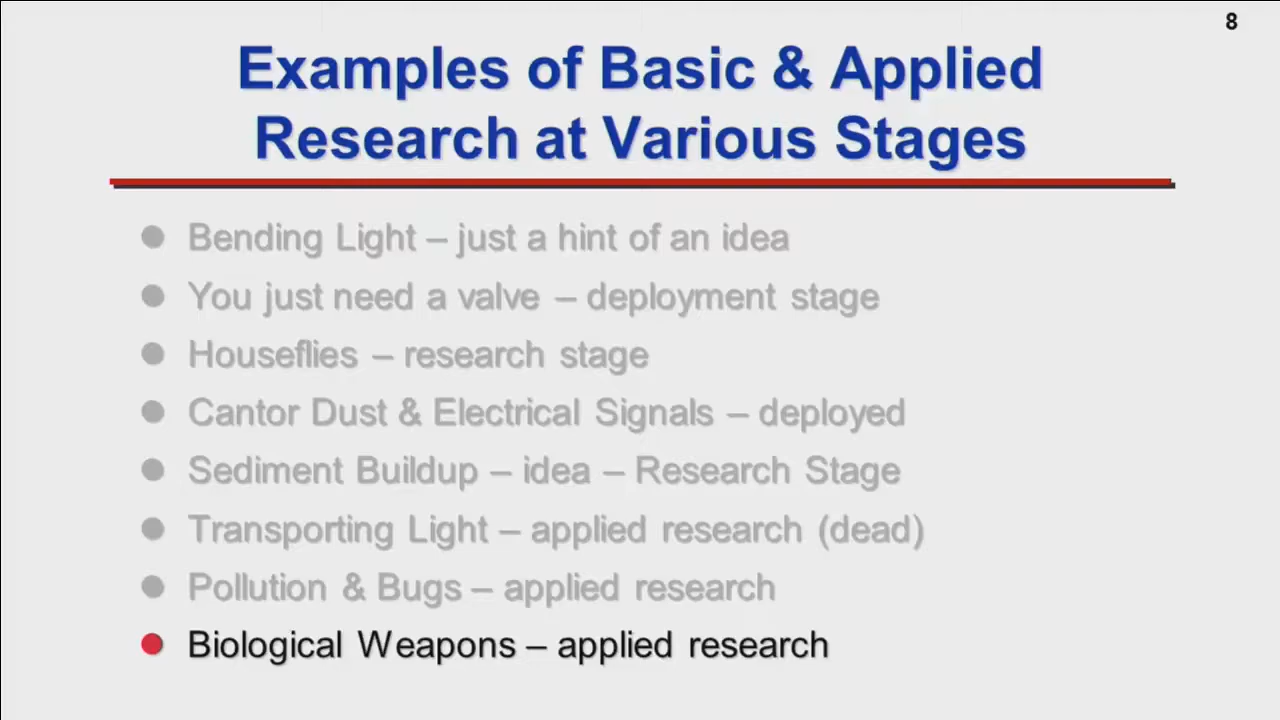 8
Examples of Basic & Applied
Research at Various Stages
Bending Light – just a hint of an idea
You just need a valve – deployment stage
Houseflies – research stage
Cantor Dust & Electrical Signals – deployed
Sediment Buildup – idea – Research Stage
Transporting Light – applied research (dead)
Pollution & Bugs – applied research
Biological Weapons – applied research